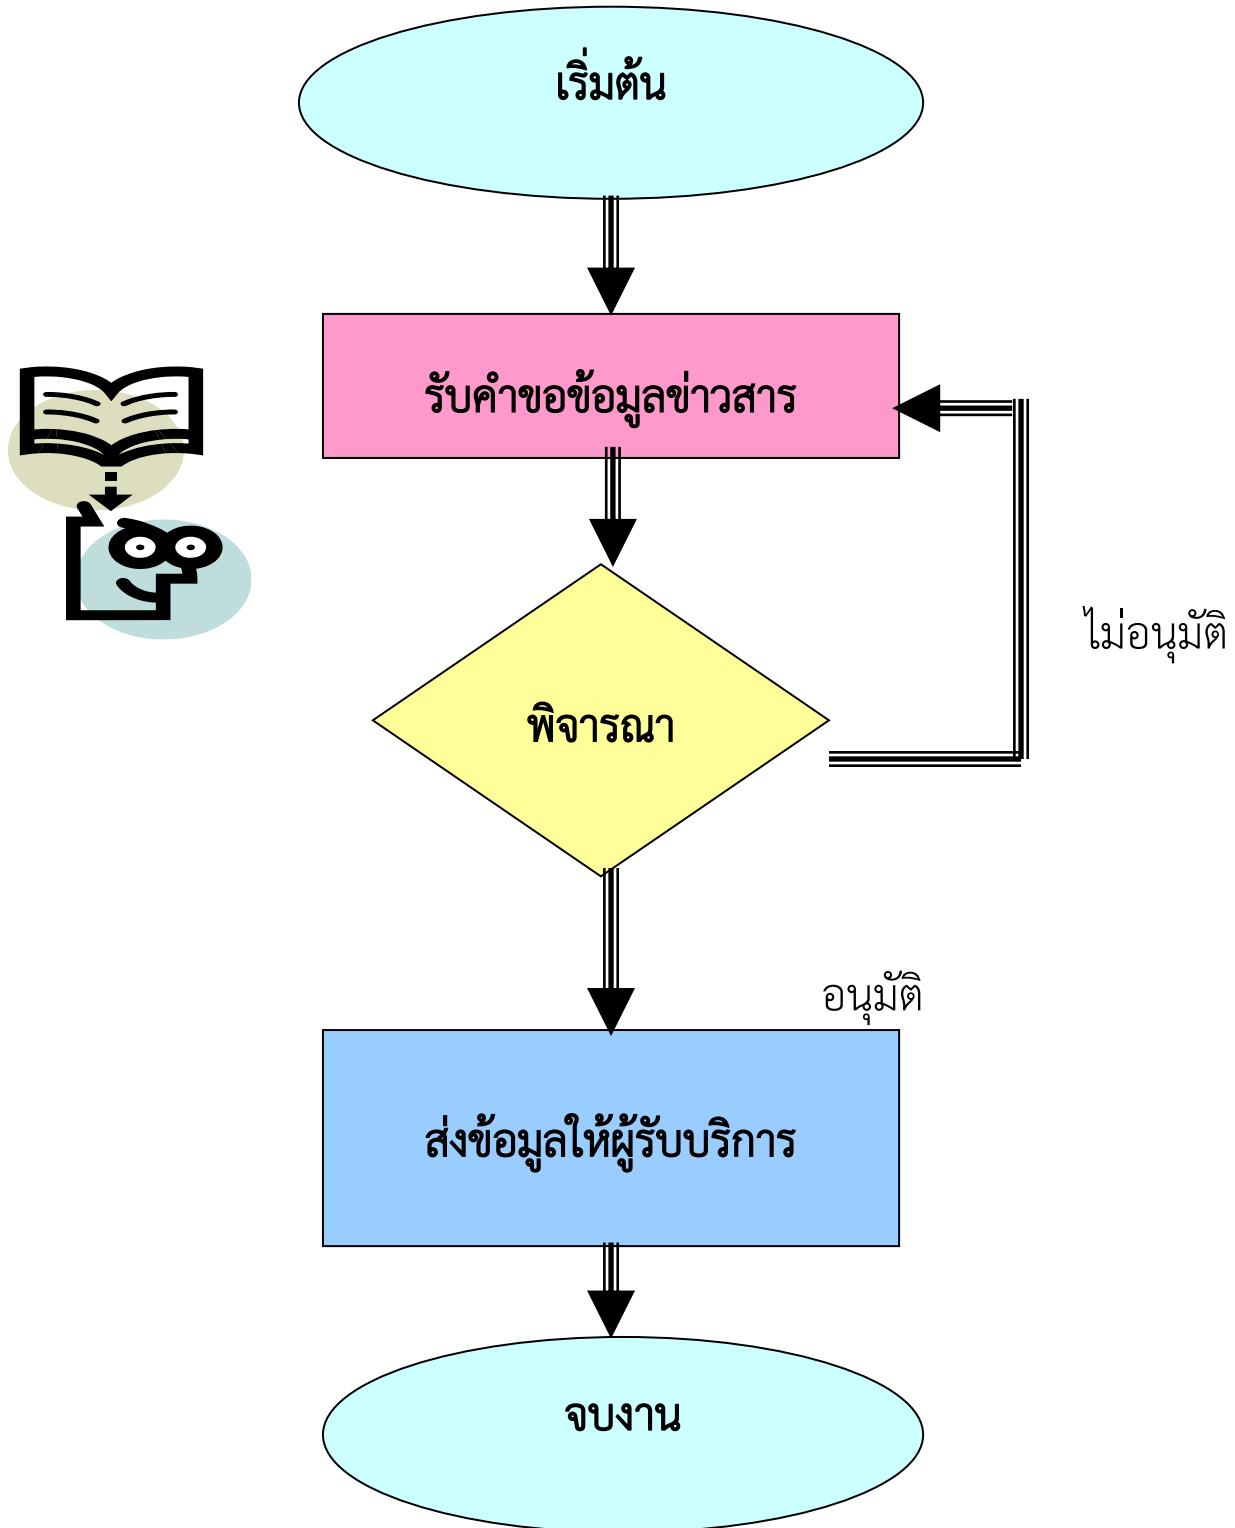 เริ่มต้น
รับคำขอข้อมูลข่าวสาร
ไม่อนุมัติ
พิจารณา
อนุมัติ
ส่งข้อมูลให้ผู้รับบริการ
จบงาน